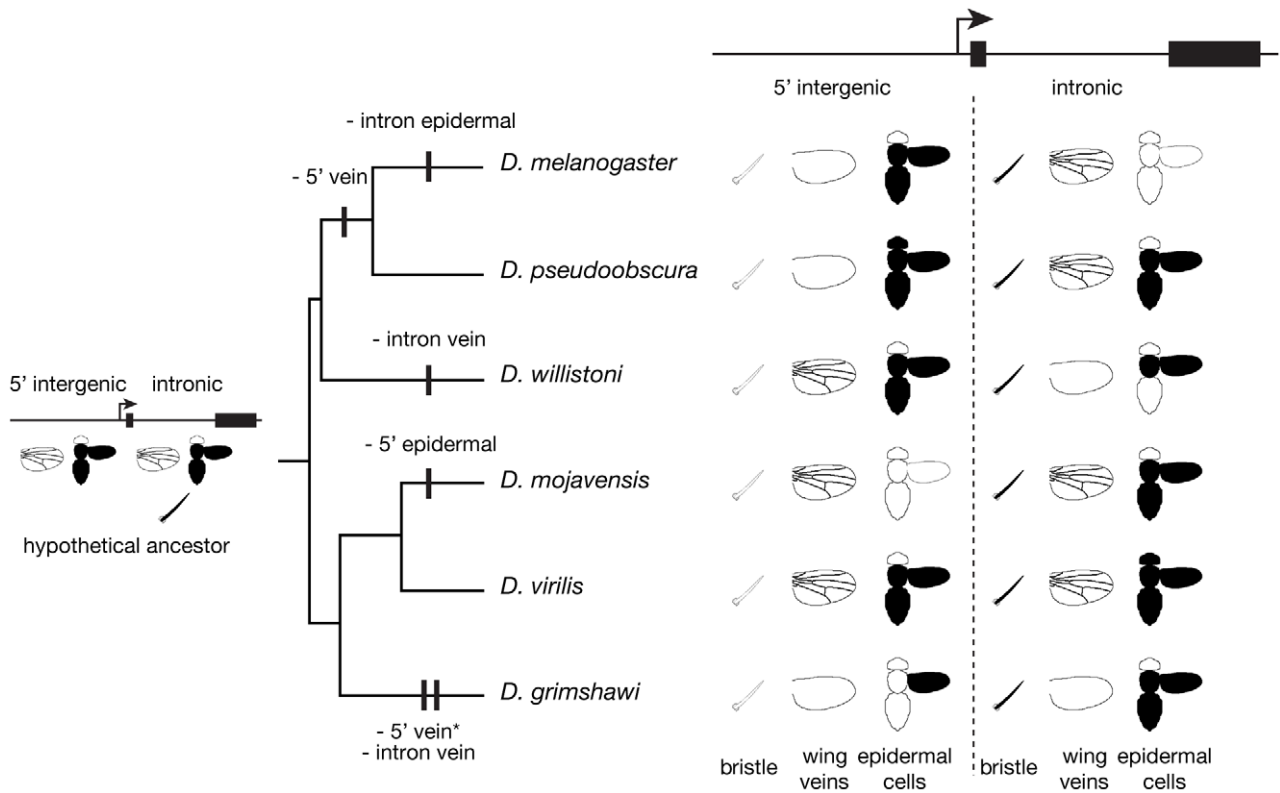 5’ intergenic intronic
- intron epidermal
- 5’ vein
D. melanogaster
D. pseudoobscura
- intron vein
D. willistoni
5’ intergenic intronic
hypothetical ancestor
- 5’ epidermal
D. mojavensis
D. virilis
D. grimshawi
- 5’ vein*
- intron vein
bristle
wing
veins
epidermal
cells
bristle
wing
veins
epidermal
cells